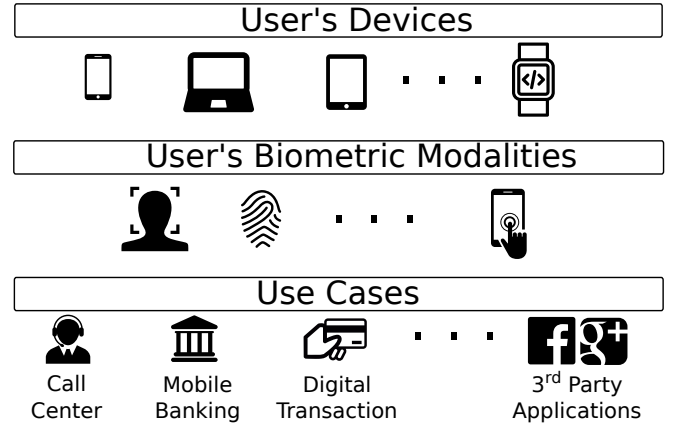 User's Devices
</>
User's Biometric Modalities
Use Cases
f g+
Call Mobile Digital 3rd Party
Center Banking Transaction Applications